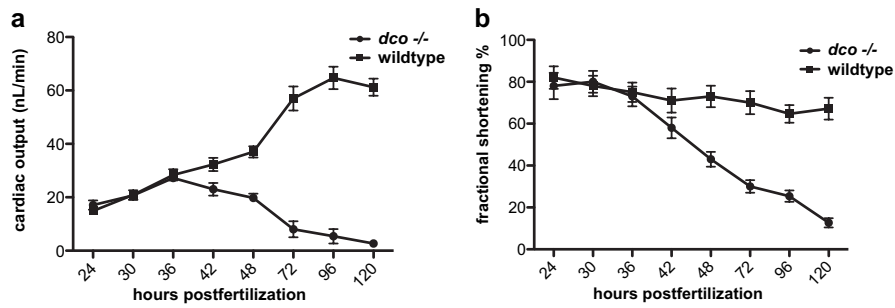 a
80
60
40
20
0
cardiac output (nL/min)
dco -/-
wildtype
24 30 36 42 48 72 96 120
hours postfertilization
b
100
80
60
40
20
0
fractional shortening %
dco -/-
wildtype
24 30 36 42 48 72 96 120
hours postfertilization